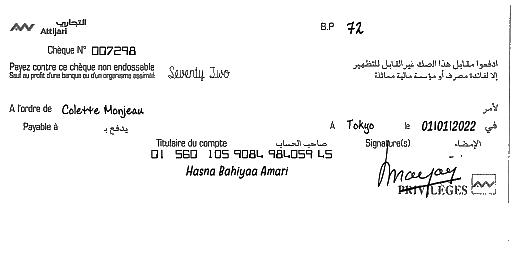 التجاري
Attijari
B.P 72
Chèque N° 007298
Payez contre ce chèque non endossable
Sauf au profit d'une banque ou d'un organisme assimilé
Seventy Two
ادفعوا مقابل هذا الصك غير القابل للتظهير
إلا لفائدة مصرف أو مؤسسة مالية مماثلة
A l'ordre de Colette Monjeau لأمر
Payable à يدفع بـ A Tokyo le 01/01/2022 في
Titulaire du compte صاحب الحساب Signature(s) الإمضاء
01 560 105 9084 984059 45
Hasna Bahiyaa Amari
PRIVILÈGES